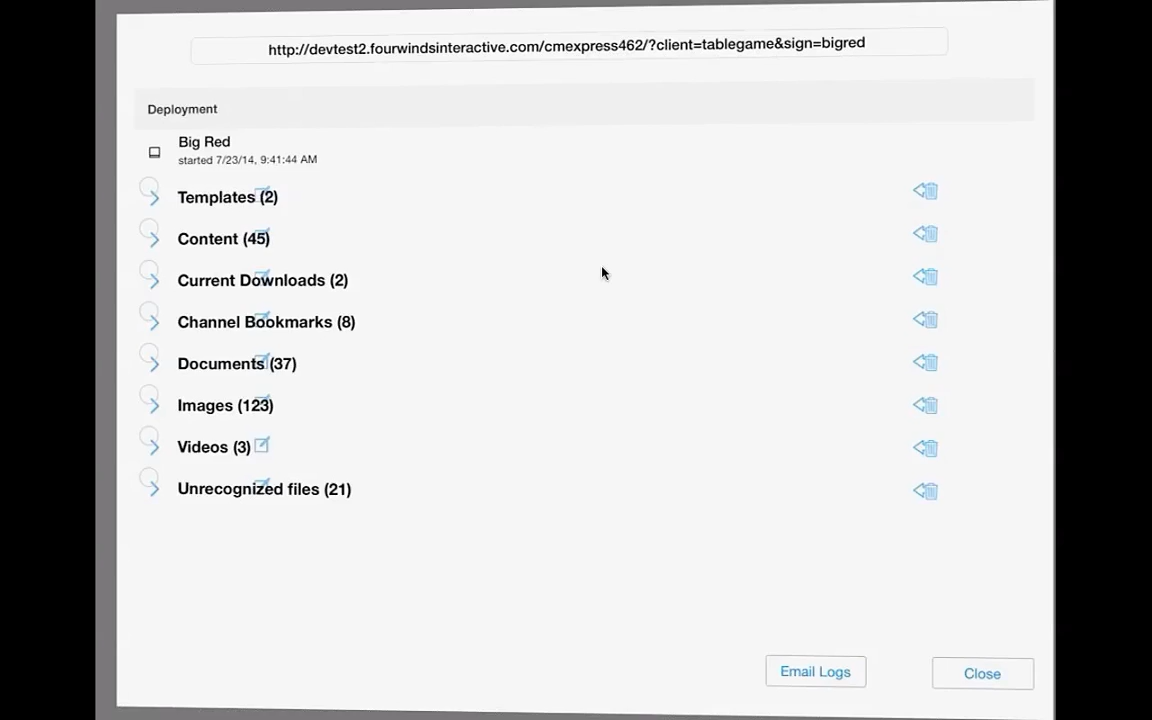 http://devtest2.fourwindsinteractive.com/cmexpress462/?client=tablegame&sign=bigred
Deployment
Big Red
started 7/23/14, 9:41:44 AM
Templates (2)
Content (45)
Current Downloads (2)
Channel Bookmarks (8)
Documents (37)
Images (123)
Videos (3)
Unrecognized files (21)
Email Logs
Close